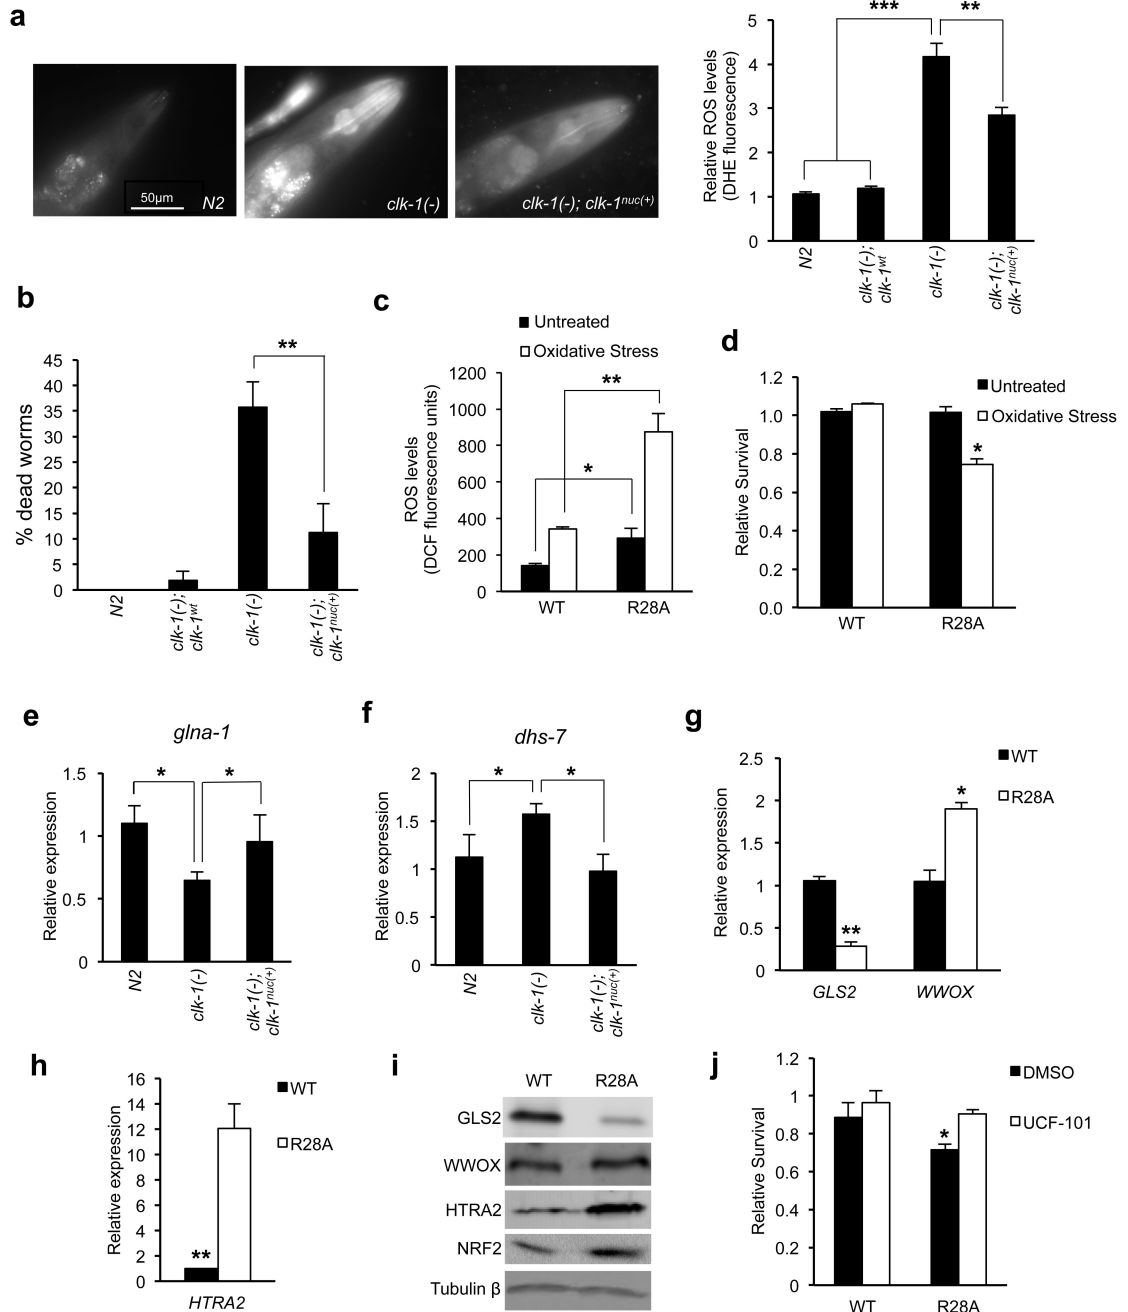 a
50µm
N2
clk-1(-)
clk-1(-); clk-1nuc(+)
Relative ROS levels
(DHE fluorescence)
5
4
3
2
1
0
***
**
N2
clk-1(-);
clk-1wt
clk-1(-)
clk-1(-);
clk-1nuc(+)
b
% dead worms
45
40
35
30
25
20
15
10
5
0
**
N2
clk-1(-);
clk-1wt
clk-1(-)
clk-1(-);
clk-1nuc(+)
c
Untreated
Oxidative Stress
ROS levels
(DCF fluorescence units)
1200
1000
800
600
400
200
0
**
*
WT
R28A
d
Untreated
Oxidative Stress
Relative Survival
1.2
1.0
0.8
0.6
0.4
0.2
0.0
*
WT
R28A
e
glna-1
Relative expression
1.5
1
0.5
0
*
*
N2
clk-1(-)
clk-1(-);
clk-1nuc(+)
f
dhs-7
Relative expression
2
1.5
1
0.5
0
*
*
N2
clk-1(-)
clk-1(-);
clk-1nuc(+)
g
WT
R28A
Relative expression
2.5
2
1.5
1
0.5
0
**
*
GLS2
WWOX
h
WT
R28A
Relative expression
16
14
12
10
8
6
4
2
0
**
HTRA2
i
WT
R28A
GLS2
WWOX
HTRA2
NRF2
Tubulin β
j
DMSO
UCF-101
Relative Survival
1.2
1
0.8
0.6
0.4
0.2
0
*
WT
R28A